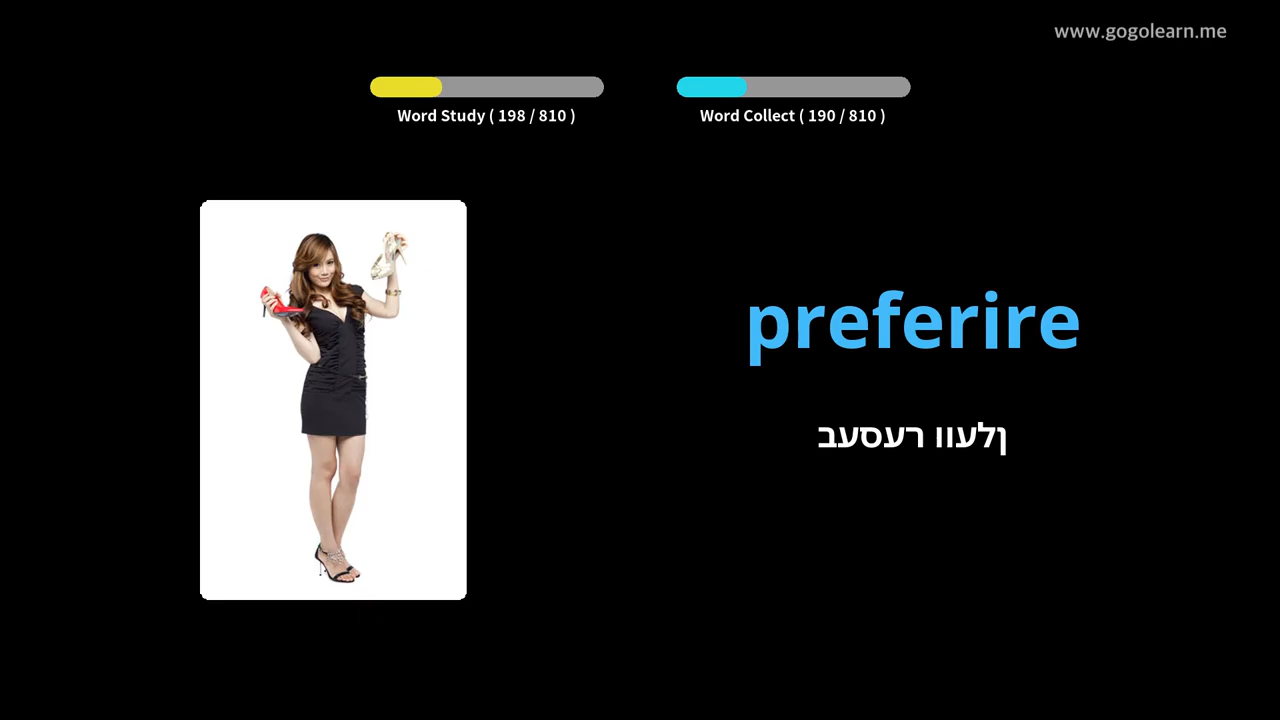 www.gogolearn.me
Word Study ( 198 / 810 )
Word Collect ( 190 / 810 )
preferire
בעסער וועלן